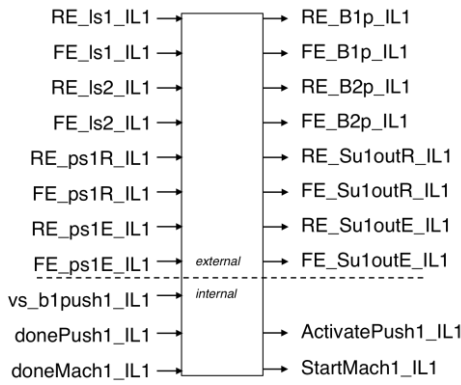 RE_ls1_IL1
FE_ls1_IL1
RE_ls2_IL1
FE_ls2_IL1
RE_ps1R_IL1
FE_ps1R_IL1
RE_ps1E_IL1
FE_ps1E_IL1
vs_b1push1_IL1
donePush1_IL1
doneMach1_IL1
external
internal
RE_B1p_IL1
FE_B1p_IL1
RE_B2p_IL1
FE_B2p_IL1
RE_Su1outR_IL1
FE_Su1outR_IL1
RE_Su1outE_IL1
FE_Su1outE_IL1
ActivatePush1_IL1
StartMach1_IL1